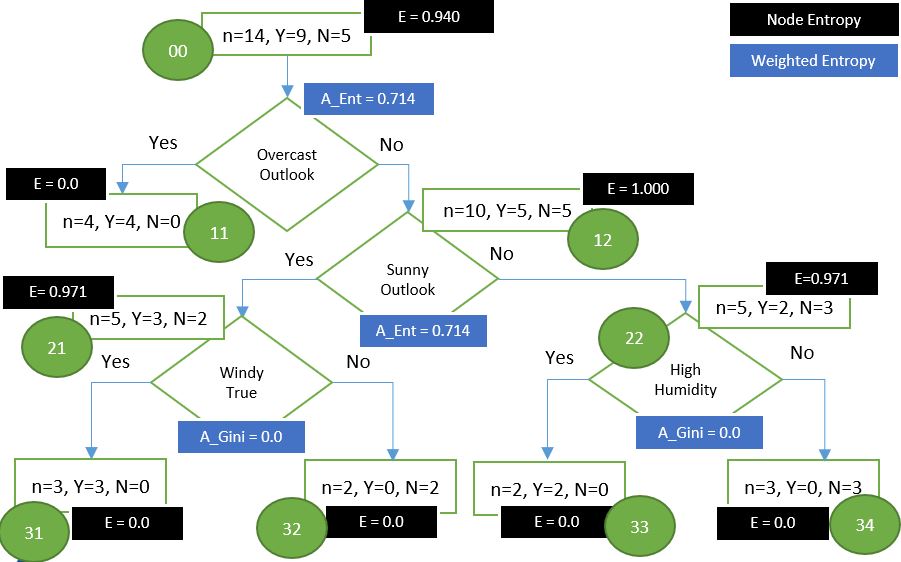 E = 0.940
Node Entropy
n=14, Y=9, N=5
00
Weighted Entropy
A_Ent = 0.714
Yes
No
Overcast
Outlook
E = 0.0
E = 1.000
n=4, Y=4, N=0
11
n=10, Y=5, N=5
12
Yes
No
Sunny
Outlook
E= 0.971
E=0.971
n=5, Y=3, N=2
n=5, Y=2, N=3
A_Ent = 0.714
21
22
Yes
No
Yes
No
Windy
True
High
Humidity
A_Gini = 0.0
A_Gini = 0.0
n=3, Y=3, N=0
n=2, Y=0, N=2
n=2, Y=2, N=0
n=3, Y=0, N=3
31
E = 0.0
32
E = 0.0
E = 0.0
33
E = 0.0
34